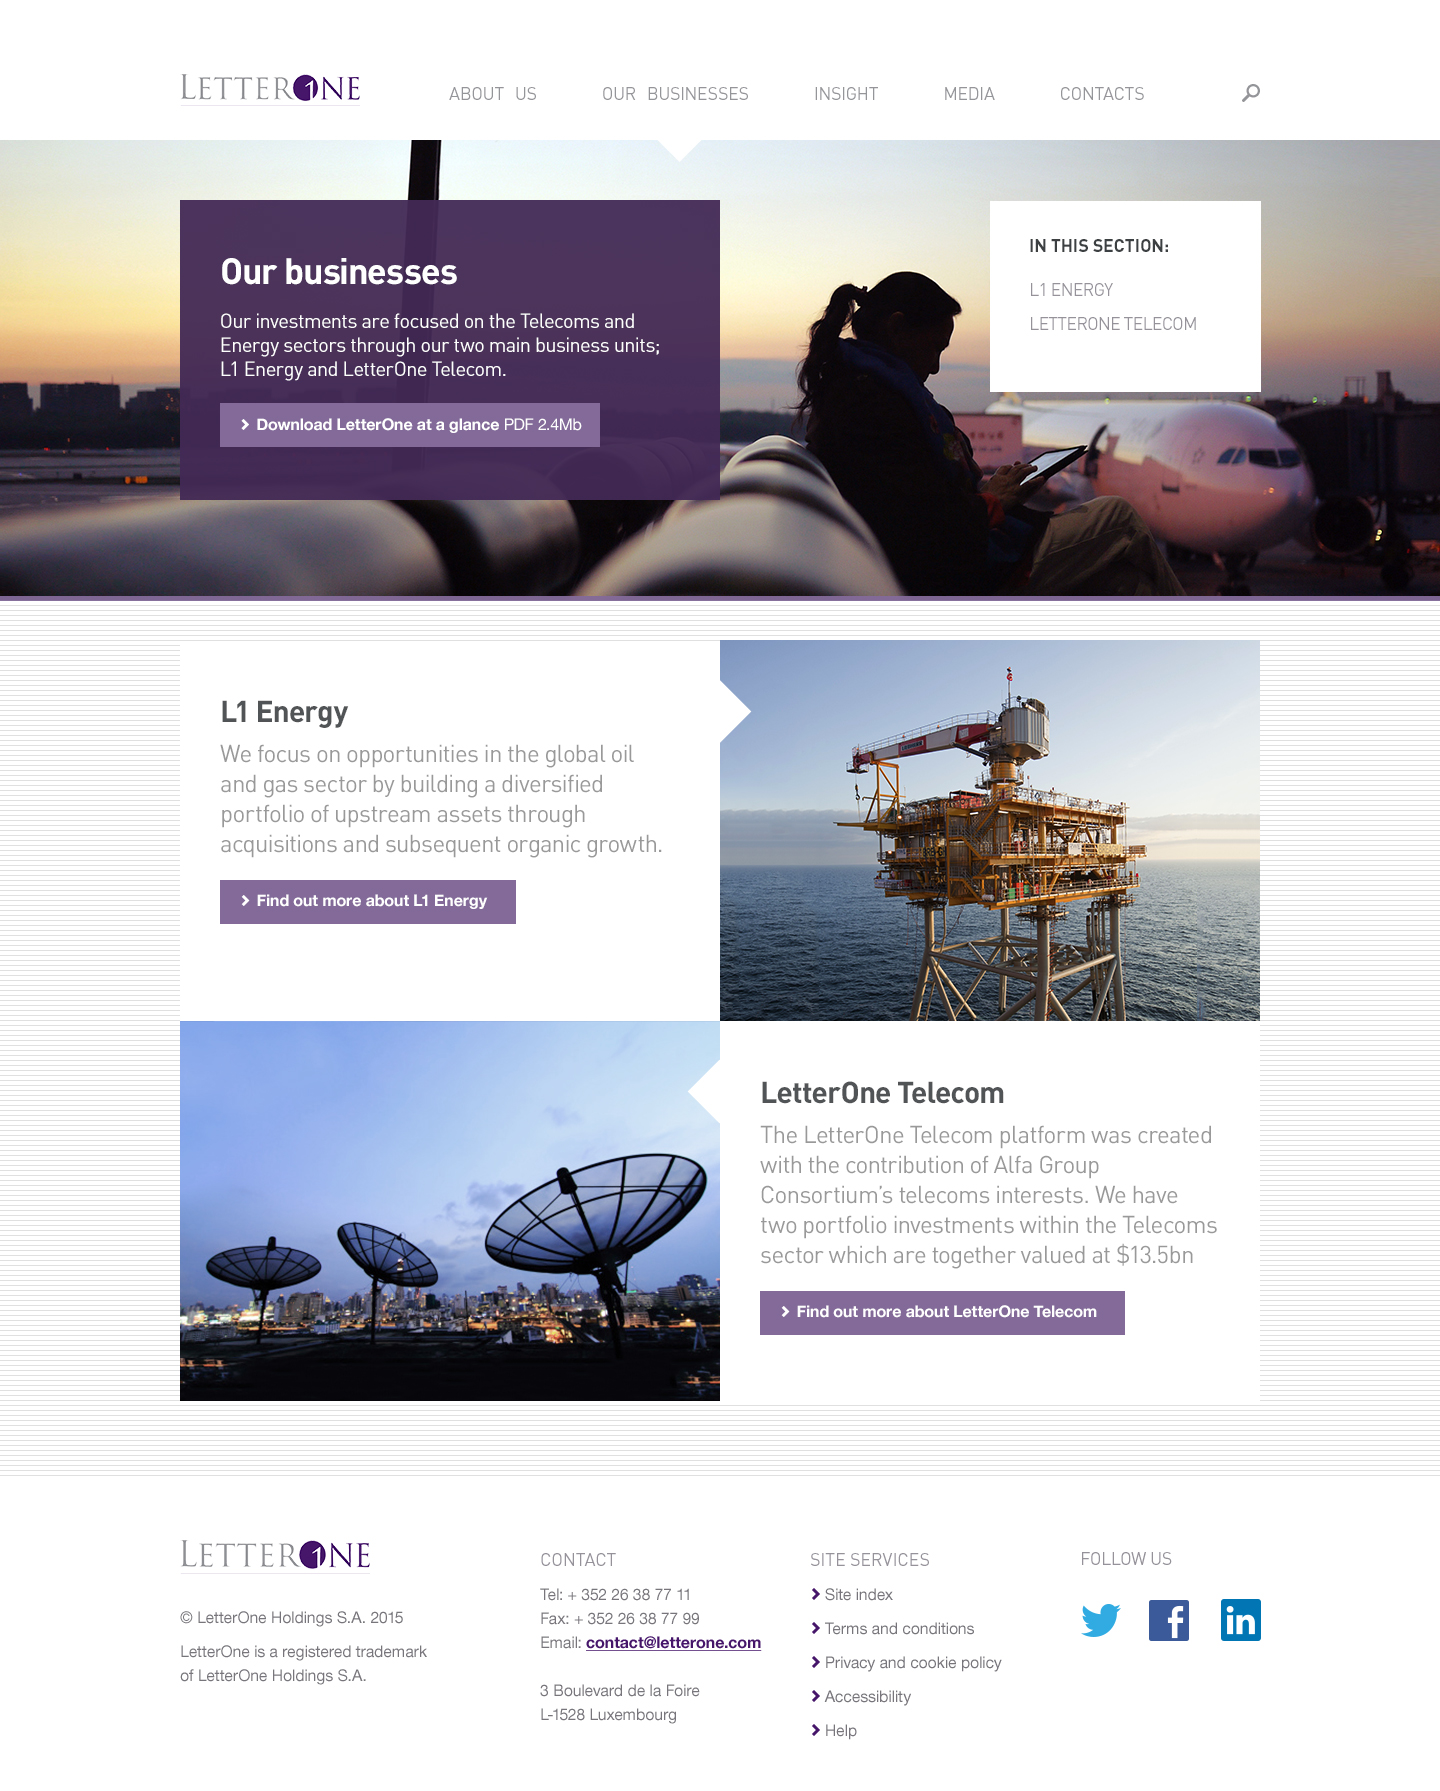 LETTERONE
ABOUT US
OUR BUSINESSES
INSIGHT
MEDIA
CONTACTS
Our businesses
Our investments are focused on the Telecoms and
Energy sectors through our two main business units;
L1 Energy and LetterOne Telecom.
Download LetterOne at a glance PDF 2.4Mb
IN THIS SECTION:
L1 ENERGY
LETTERONE TELECOM
L1 Energy
We focus on opportunities in the global oil
and gas sector by building a diversified
portfolio of upstream assets through
acquisitions and subsequent organic growth.
Find out more about L1 Energy
LetterOne Telecom
The LetterOne Telecom platform was created
with the contribution of Alfa Group
Consortium’s telecoms interests. We have
two portfolio investments within the Telecoms
sector which are together valued at $13.5bn
Find out more about LetterOne Telecom
LETTERONE
© LetterOne Holdings S.A. 2015
LetterOne is a registered trademark
of LetterOne Holdings S.A.
CONTACT
Tel: + 352 26 38 77 11
Fax: + 352 26 38 77 99
Email: contact@letterone.com
3 Boulevard de la Foire
L-1528 Luxembourg
SITE SERVICES
Site index
Terms and conditions
Privacy and cookie policy
Accessibility
Help
FOLLOW US
f
in